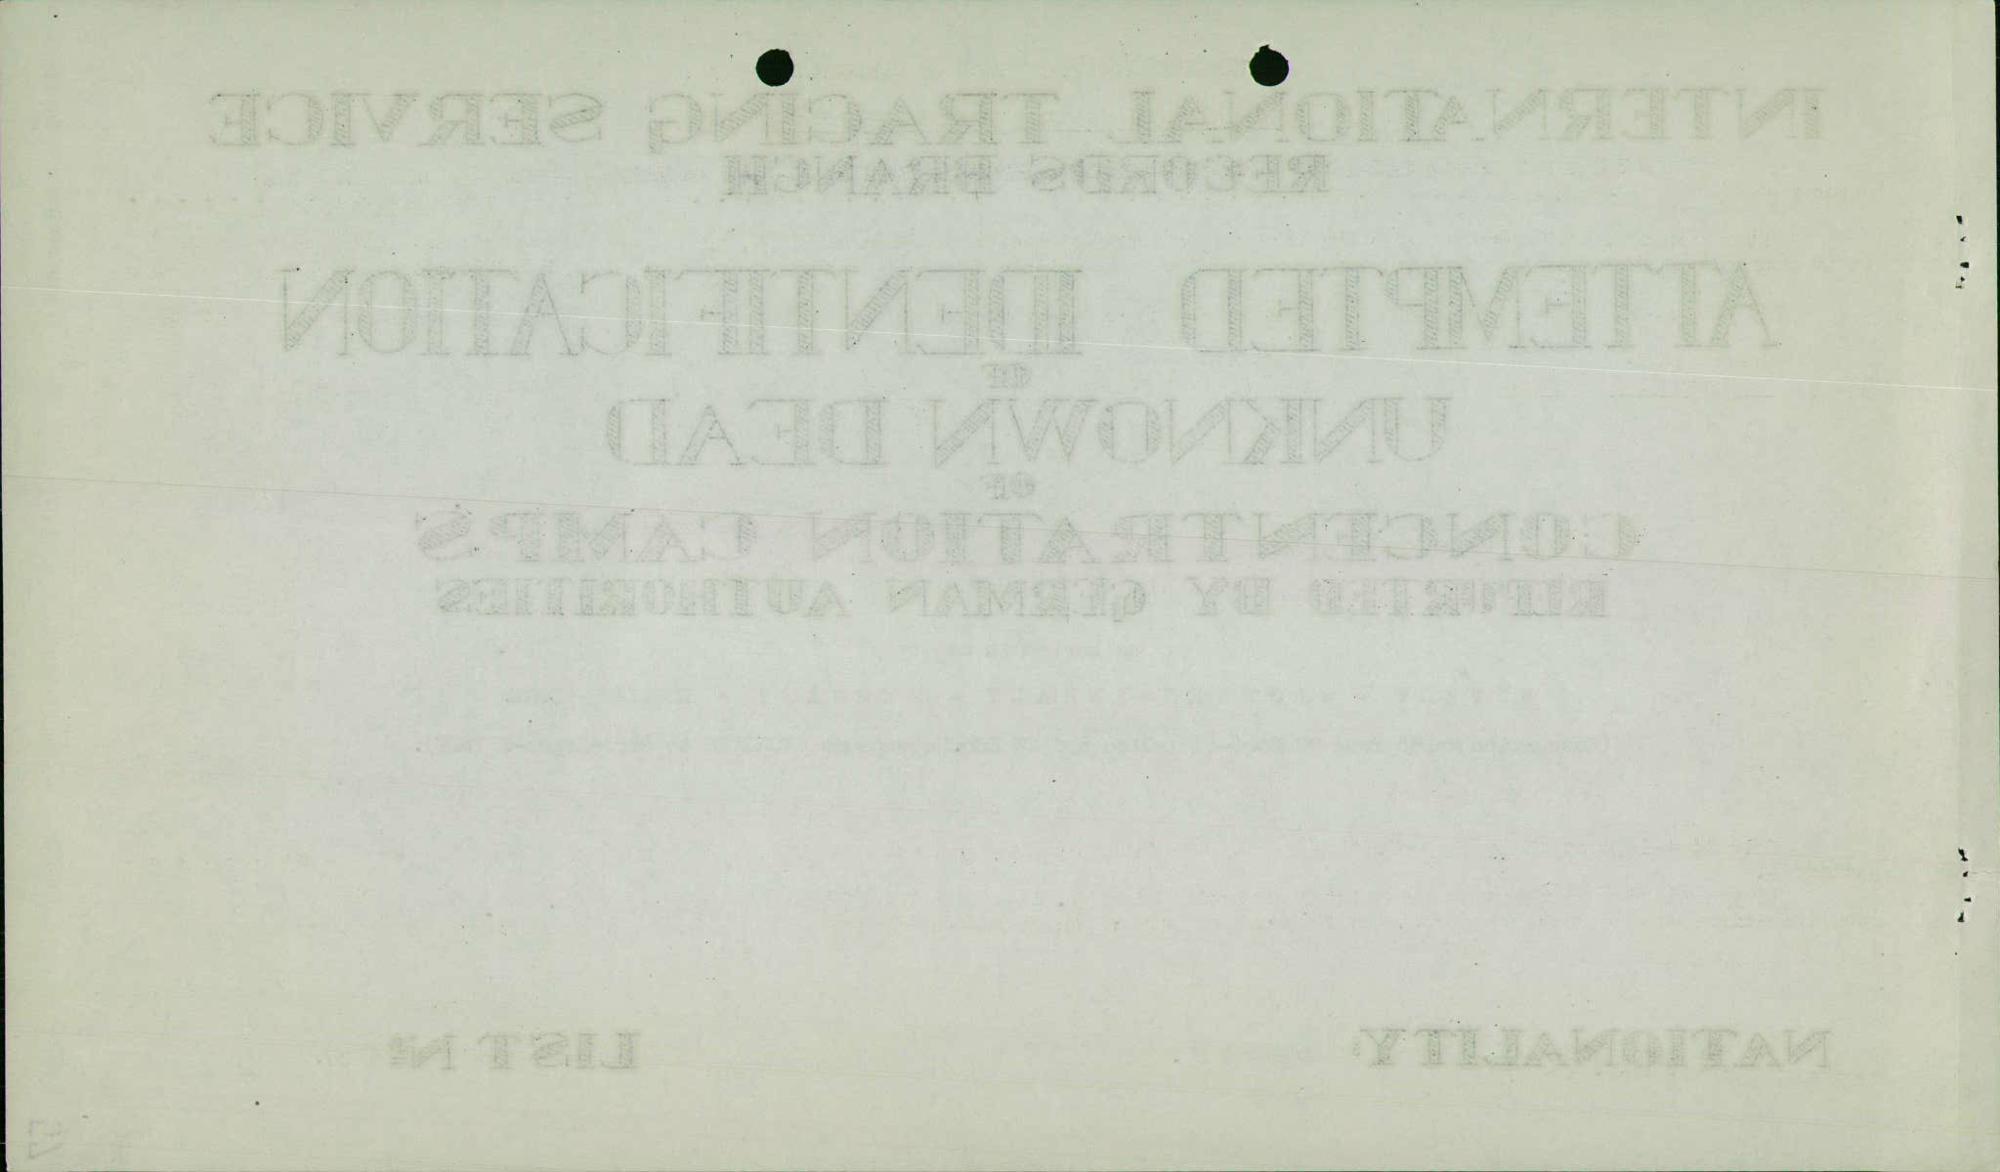 INTERNATIONAL TRACING SERVICE
RECORDS BRANCH
ATTEMPTED IDENTIFICATION
OF
UNKNOWN DEAD
OF
CONCENTRATION CAMPS
REPORTED BY GERMAN AUTHORITIES
NATIONALITY: LIST Nº